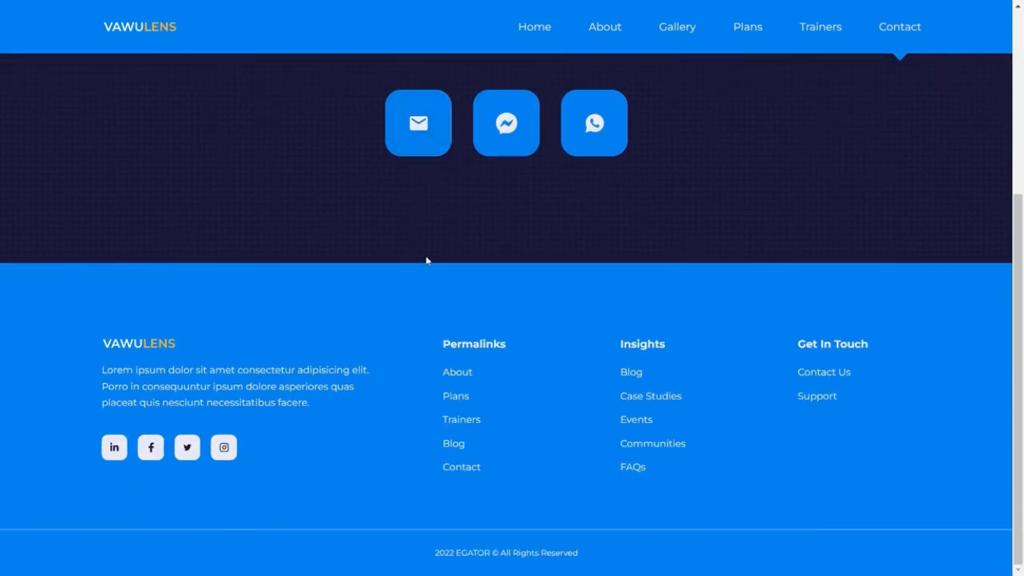 VAWULENS
Home
About
Gallery
Plans
Trainers
Contact
VAWULENS
Lorem ipsum dolor sit amet consectetur adipisicing elit.
Porro in consequuntur ipsum dolore asperiores quas
placeat quis nesciunt necessitatibus facere.
in
Permalinks
About
Plans
Trainers
Blog
Contact
Insights
Blog
Case Studies
Events
Communities
FAQs
Get In Touch
Contact Us
Support
2022 EGATOR © All Rights Reserved